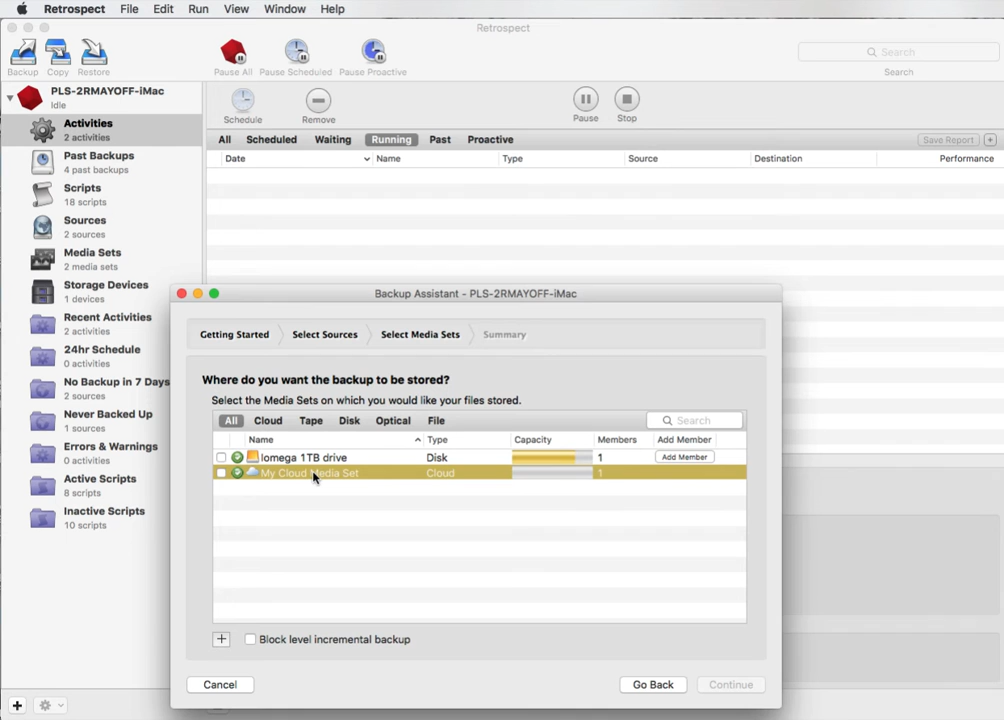 Retrospect File Edit Run View Window Help
Retrospect
Backup Copy Restore Pause All Pause Scheduled Pause Proactive Search
Search
PLS-2RMAYOFF-iMac
Idle
Schedule Remove Pause Stop
Activities
2 activities
All Scheduled Waiting Running Past Proactive Save Report +
Date Name Type Source Destination Performance
Past Backups
4 past backups
Scripts
18 scripts
Sources
2 sources
Media Sets
2 media sets
Storage Devices
1 devices
Recent Activities
2 activities
24hr Schedule
0 activities
No Backup in 7 Days
2 sources
Never Backed Up
1 sources
Errors & Warnings
0 activities
Active Scripts
8 scripts
Inactive Scripts
10 scripts
Backup Assistant - PLS-2RMAYOFF-iMac
Getting Started Select Sources Select Media Sets Summary
Where do you want the backup to be stored?
Select the Media Sets on which you would like your files stored.
All Cloud Tape Disk Optical File Search
Name Type Capacity Members Add Member
Iomega 1TB drive Disk 1 Add Member
My Cloud Media Set Cloud 1
+ Block level incremental backup
Cancel Go Back Continue